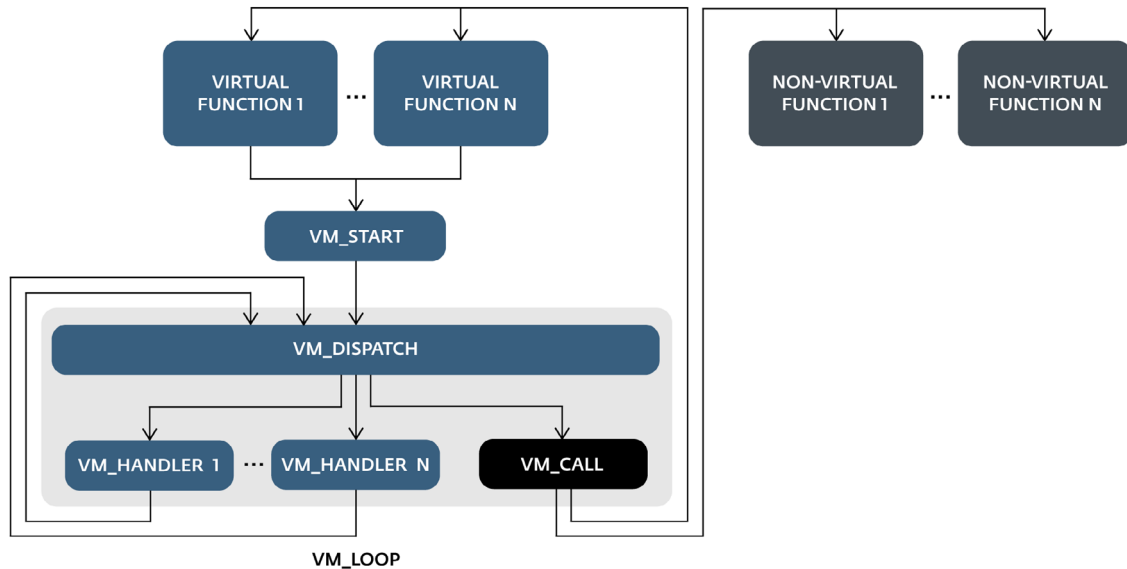 VIRTUAL
FUNCTION 1
...
VIRTUAL
FUNCTION N
NON-VIRTUAL
FUNCTION 1
...
NON-VIRTUAL
FUNCTION N
VM_START
VM_DISPATCH
VM_HANDLER 1
...
VM_HANDLER N
VM_CALL
VM_LOOP